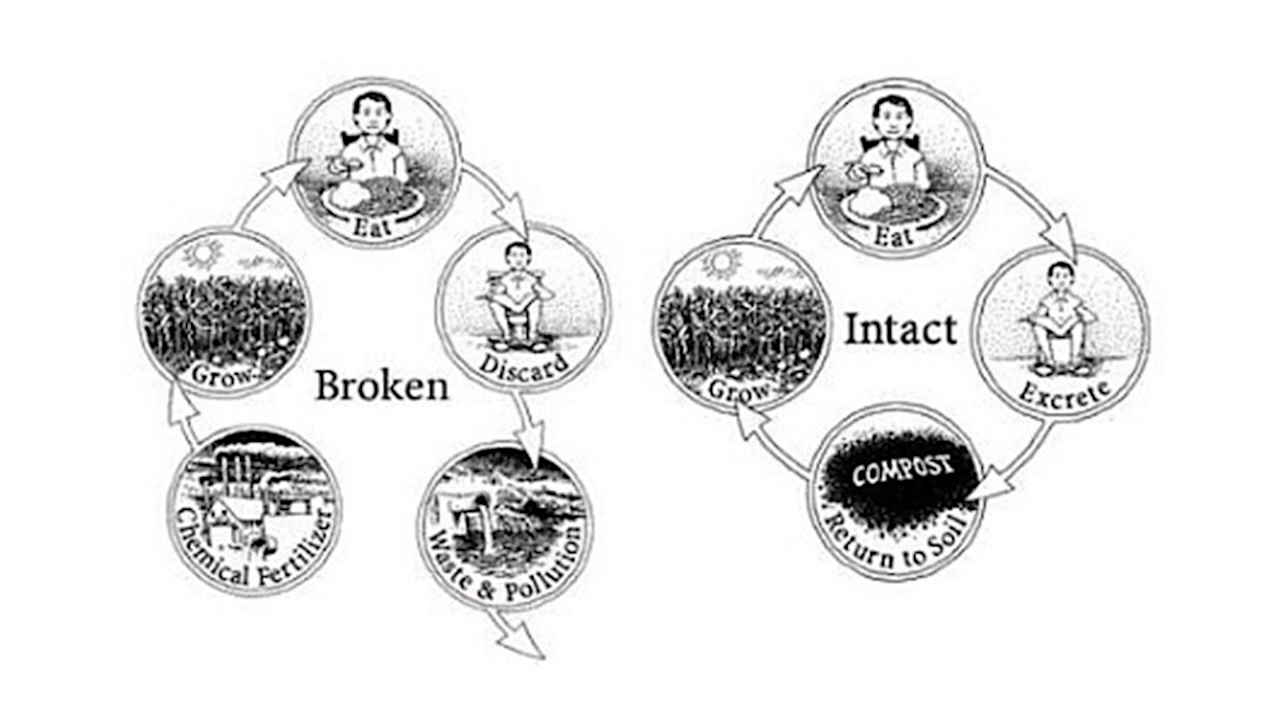 Eat
Grow
Discard
Broken
Chemical Fertilizer
Waste & Pollution
Eat
Grow
Intact
Excrete
COMPOST
Return to Soil